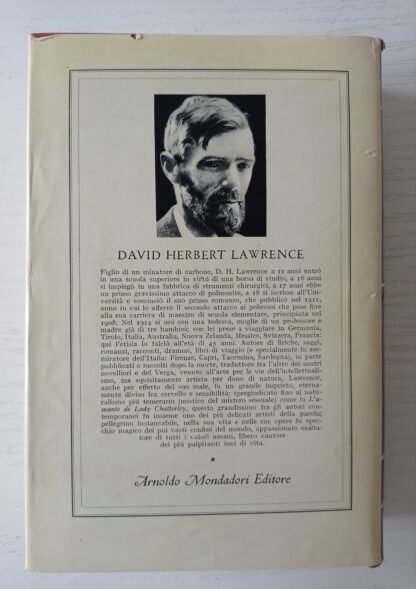 DAVID HERBERT LAWRENCE
Figlio di un minatore di carbone, D. H. Lawrence a 12 anni entrò
in una scuola superiore in virtù di una borsa di studio, a 16 anni
si impiegò in una fabbrica di strumenti chirurgici, a 17 anni ebbe
un primo gravissimo attacco di polmonite, a 18 si iscrisse all'Uni-
versità e cominciò il suo primo romanzo, che pubblicò nel 1911,
anno in cui lo afferrò il secondo attacco ai polmoni che pose fine
alla sua carriera di maestro di scuola elementare, principiata nel
1908. Nel 1914 si unì con una tedesca, moglie di un professore e
madre già di tre bambini; con lei prese a viaggiare in Germania,
Tirolo, Italia, Australia, Nuova Zelanda, Messico, Svizzera, Francia:
qui l'etisia lo falciò all'età di 45 anni. Autore di liriche, saggi,
romanzi, racconti, drammi, libri di viaggio (e specialmente fu am-
miratore dell'Italia: Firenze, Capri, Taormina, Sardegna), in parte
pubblicati o raccolti dopo la morte, traduttore fra l'altro dei nostri
novellieri e del Verga, venuto all'arte per le vie dell'intellettuali-
smo, ma squisitamente artista per dono di natura, Lawrence,
anche per effetto del suo male, fu un grande inquieto, eterna-
mente diviso fra cervello e sensibilità; spregiudicato fino al natu-
ralismo più temerario (mistico del mistero sessuale) come in L'a-
mante di Lady Chatterley, questo grandissimo fra gli autori con-
temporanei fu insieme uno dei più delicati artisti della parola;
pellegrino instancabile, nella sua vita e nelle sue opere fu spec-
chio magico dei più vasti confini del mondo, appassionato esalta-
tore di tutti i valori umani, libero cantore
dei più palpitanti inni di vita.
Arnoldo Mondadori Editore